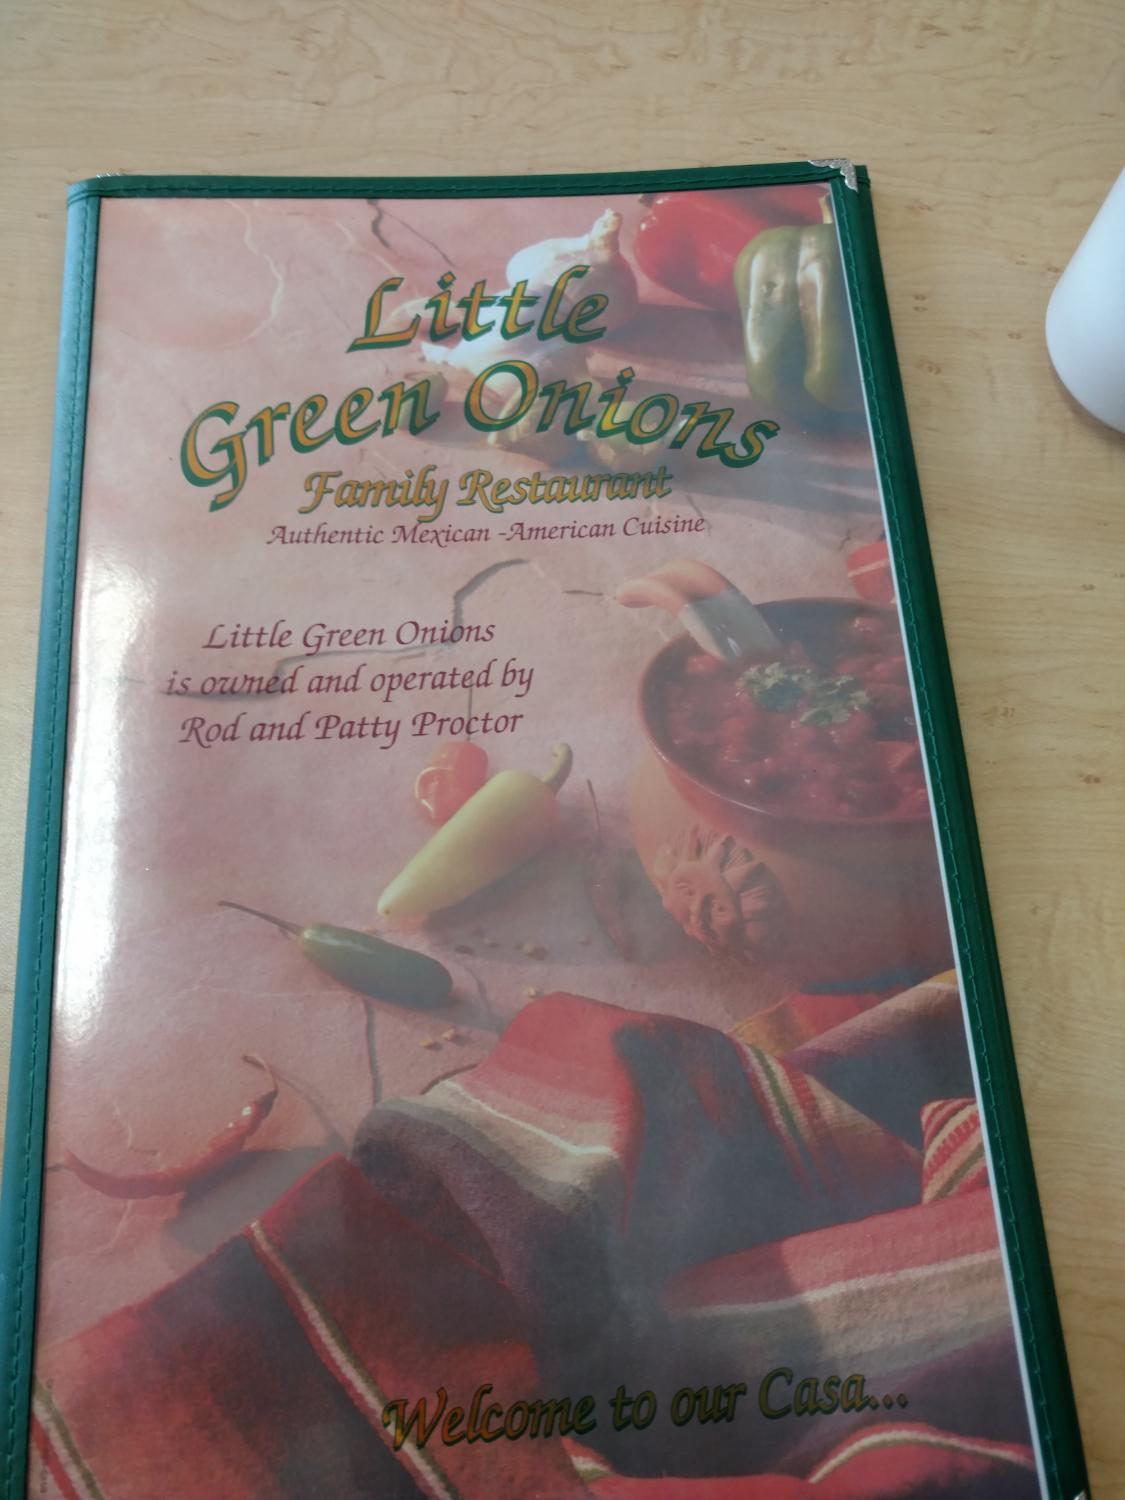 Little
Green Onions
Family Restaurant
Authentic Mexican -American Cuisine
Little Green Onions
is owned and operated by
Rod and Patty Proctor
Welcome to our Casa...